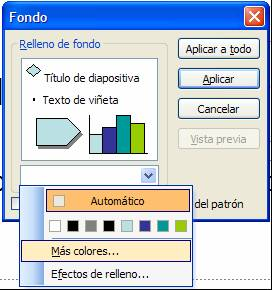 Fondo
Relleno de fondo
Aplicar a todo
Título de diapositiva
Aplicar
Texto de viñeta
Cancelar
Vista previa
Automático
del patrón
Más colores...
Efectos de relleno...